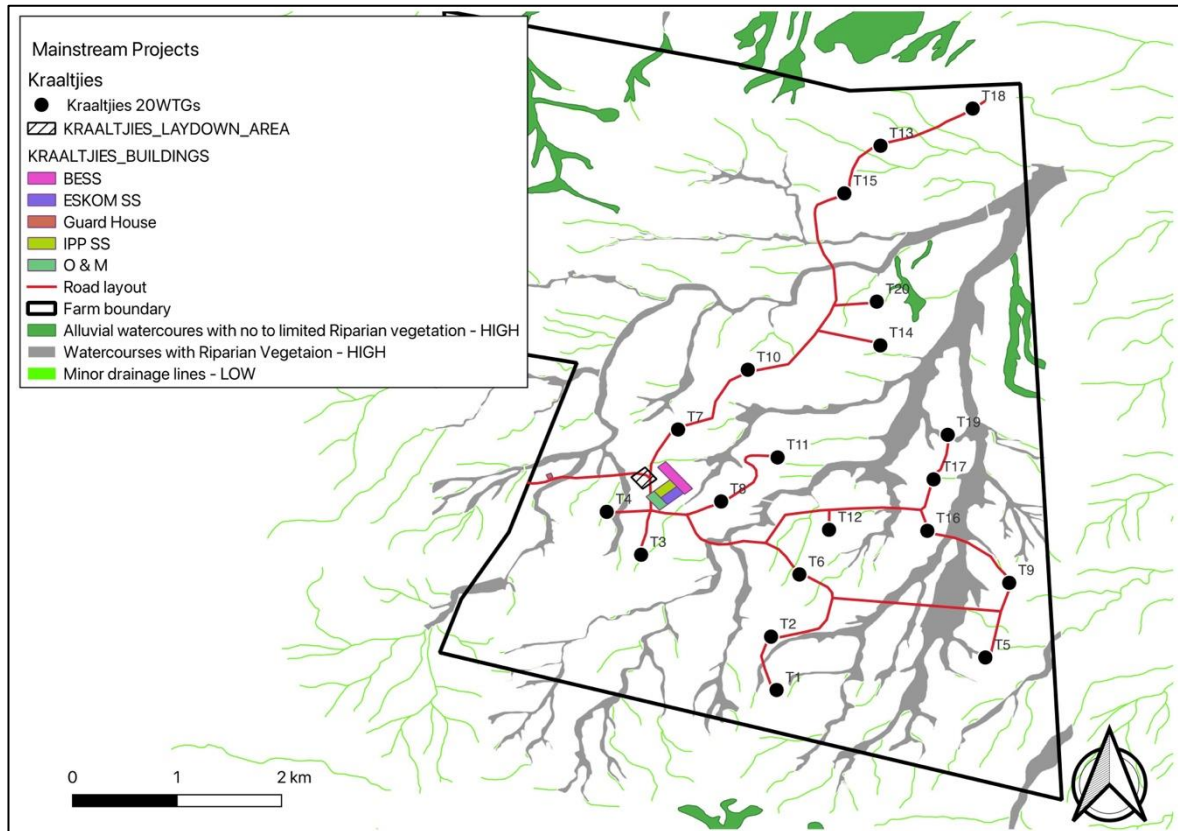 Mainstream Projects
Kraaltjies
Kraaltjies 20WTGs
KRAALTJIES_LAYDOWN_AREA
KRAALTJIES_BUILDINGS
BESS
ESKOM SS
Guard House
IPP SS
O & M
Road layout
Farm boundary
Alluvial watercoures with no to limited Riparian vegetation - HIGH
Watercourses with Riparian Vegetaion - HIGH
Minor drainage lines - LOW
T18
T13
T15
T20
T14
T10
T7
T19
T11
T17
T8
T4
T12
T16
T3
T6
T9
T2
T5
T1
0 1 2 km